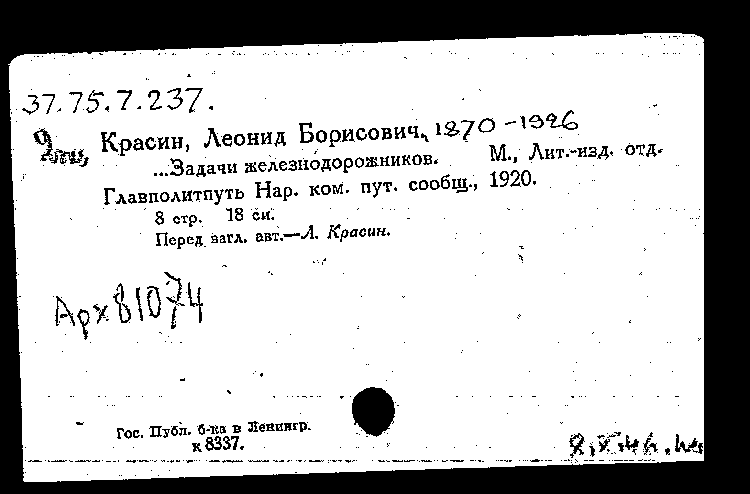 37.75.7.237.
Красин, Леонид Борисович, 1870-1926
...Задачи железнодорожников. М., Лит.-изд. отд.
Главполитпуть Нар. ком. пут. сообщ., 1920.
8 стр. 18 см.
Перед загл. авт.—Л. Красин.
Арх 81074
Гос. Публ. б-ка в Ленингр.
к 8337.